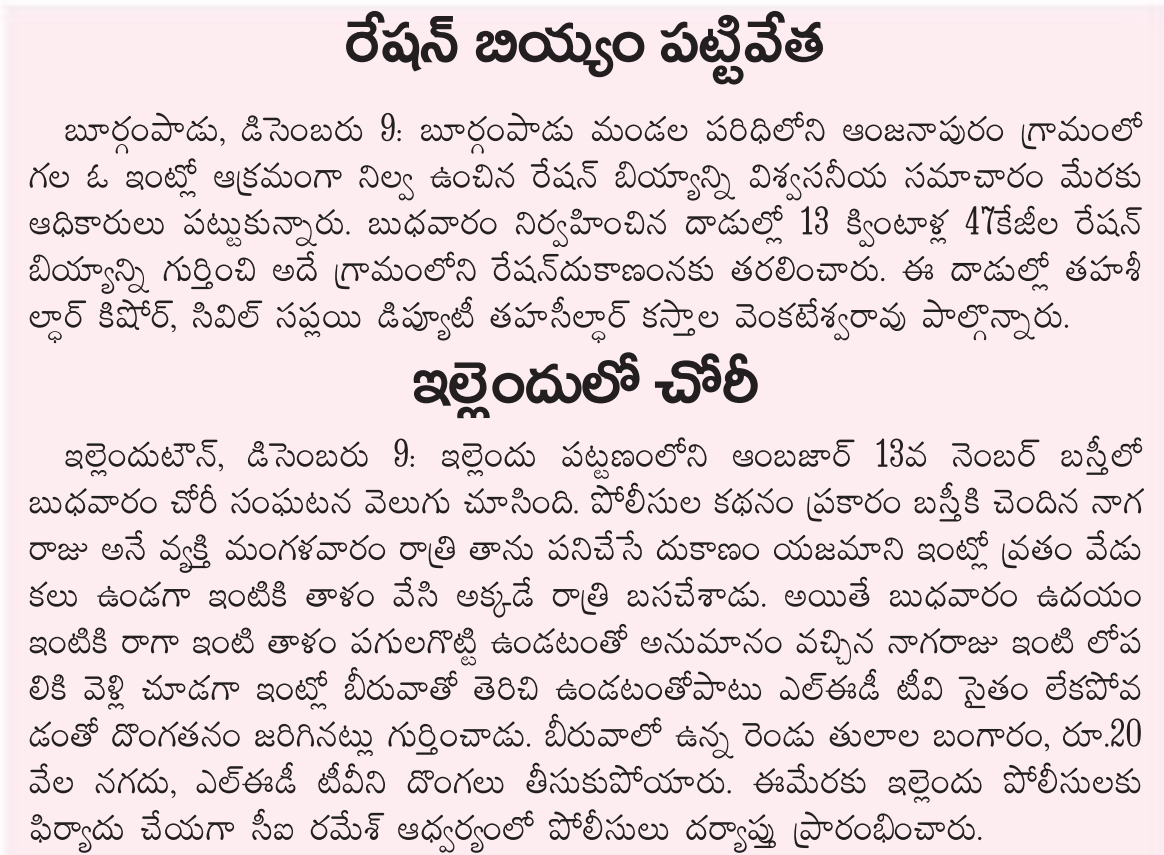 రేషన్ బియ్యం పట్టివేత
బూర్గంపాడు, డిసెంబరు 9: బూర్గంపాడు మండల పరిధిలోని ఆంజనాపురం గ్రామంలో
గల ఓ ఇంట్లో ఆక్రమంగా నిల్వ ఉంచిన రేషన్ బియ్యాన్ని విశ్వసనీయ సమాచారం మేరకు
ఆధికారులు పట్టుకున్నారు. బుధవారం నిర్వహించిన దాడుల్లో 13 క్వింటాళ్ల 47కేజీల రేషన్
బియ్యాన్ని గుర్తించి అదే గ్రామంలోని రేషన్‌దుకాణంనకు తరలించారు. ఈ దాడుల్లో తహశీ
ల్ధార్ కిషోర్, సివిల్ సప్లయి డిప్యూటీ తహసీల్ధార్ కస్తాల వెంకటేశ్వరావు పాల్గొన్నారు.
ఇల్లెందులో చోరీ
ఇల్లెందుటౌన్, డిసెంబరు 9: ఇల్లెందు పట్టణంలోని ఆంబజార్ 13వ నెంబర్ బస్తీలో
బుధవారం చోరీ సంఘటన వెలుగు చూసింది. పోలీసుల కథనం ప్రకారం బస్తీకి చెందిన నాగ
రాజు అనే వ్యక్తి మంగళవారం రాత్రి తాను పనిచేసే దుకాణం యజమాని ఇంట్లో వ్రతం వేడు
కలు ఉండగా ఇంటికి తాళం వేసి అక్కడే రాత్రి బసచేశాడు. అయితే బుధవారం ఉదయం
ఇంటికి రాగా ఇంటి తాళం పగులగొట్టి ఉండటంతో అనుమానం వచ్చిన నాగరాజు ఇంటి లోప
లికి వెళ్లి చూడగా ఇంట్లో బీరువాతో తెరిచి ఉండటంతోపాటు ఎల్ఈడీ టీవి సైతం లేకపోవ
డంతో దొంగతనం జరిగినట్లు గుర్తించాడు. బీరువాలో ఉన్న రెండు తులాల బంగారం, రూ.20
వేల నగదు, ఎల్ఈడీ టీవీని దొంగలు తీసుకుపోయారు. ఈమేరకు ఇల్లెందు పోలీసులకు
ఫిర్యాదు చేయగా సీఐ రమేశ్ ఆధ్వర్యంలో పోలీసులు దర్యాప్తు ప్రారంభించారు.